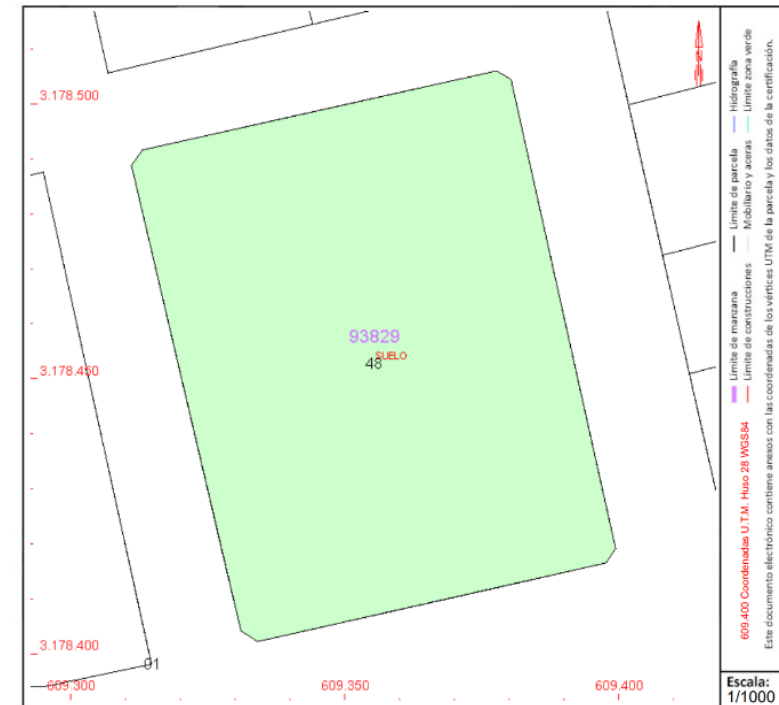 3.178.500
93829
SUELO
48
3.178.450
3.178.400
01
609.300
609.350
609.400
609.400 Coordenadas U.T.M. Huso 28 WGS84
Límite de manzana
Límite de parcela
Hidrografía
Límite de construcciones
Mobiliario y aceras
Límite zona verde
Este documento electrónico contiene anexos con las coordenadas de los vértices UTM de la parcela y los datos de la certificación.
Escala:
1/1000